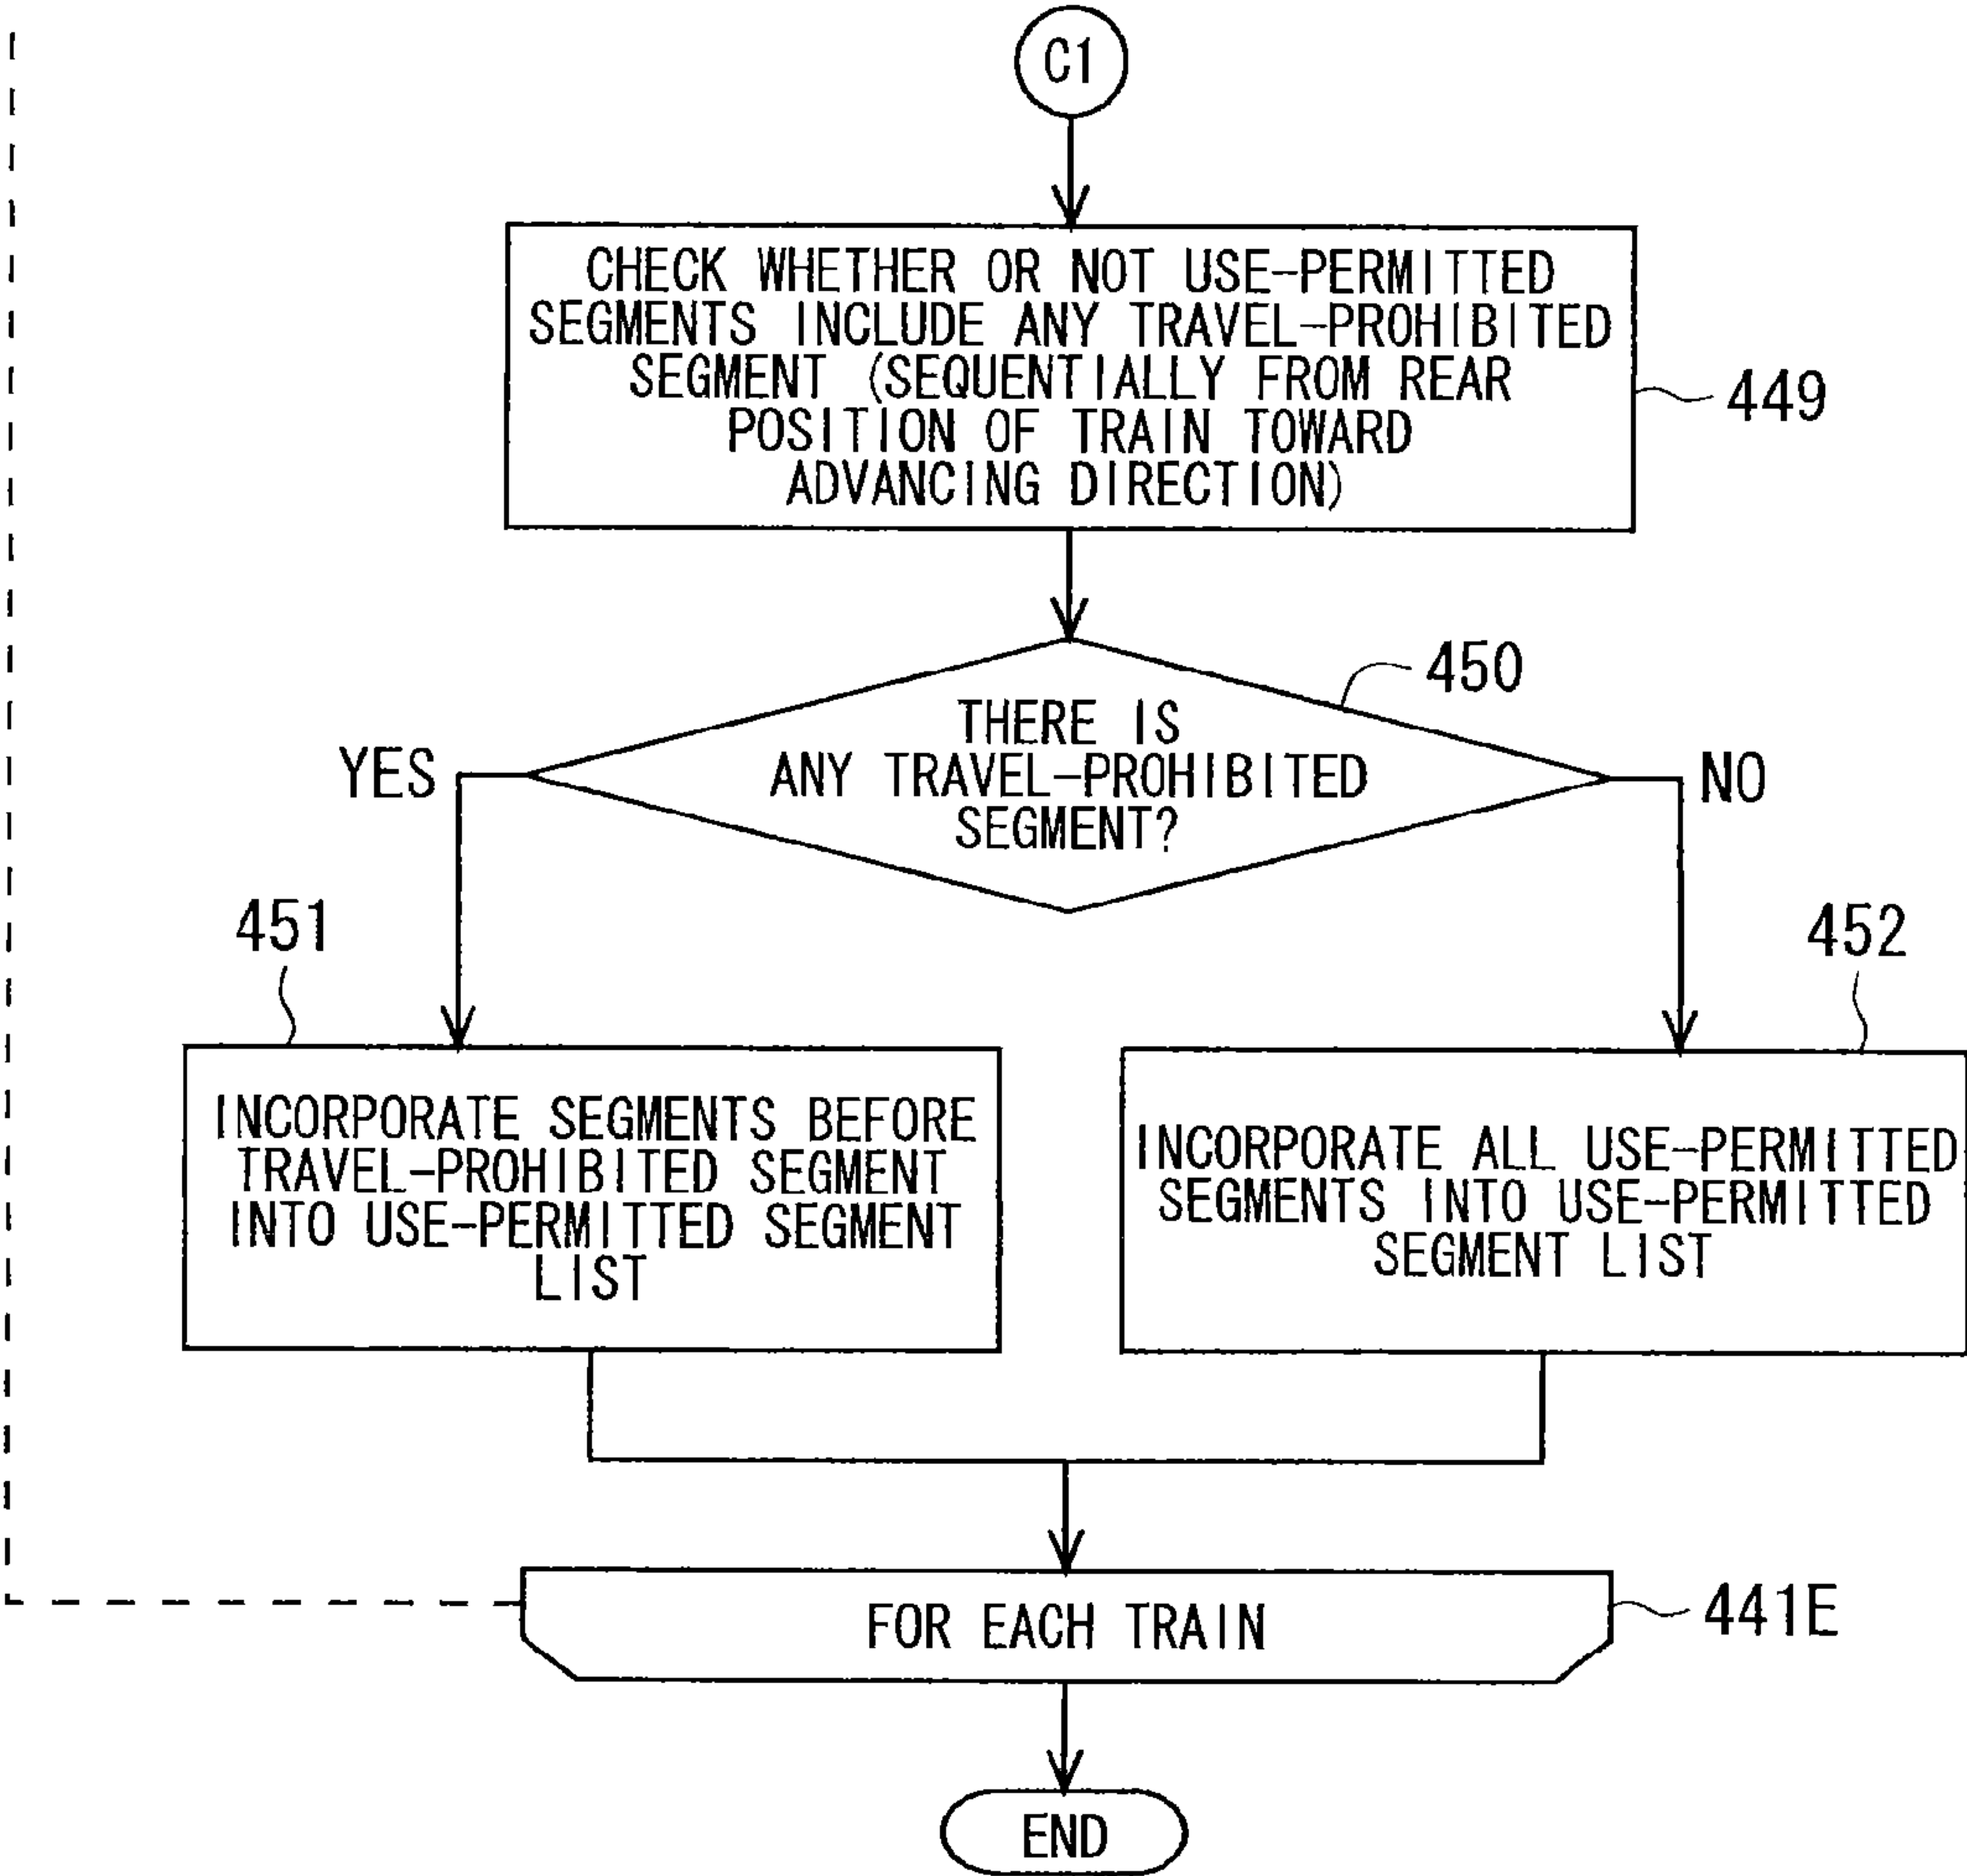 C1
CHECK WHETHER OR NOT USE-PERMITTED
SEGMENTS INCLUDE ANY TRAVEL-PROHIBITED
SEGMENT (SEQUENTIALLY FROM REAR
POSITION OF TRAIN TOWARD
ADVANCING DIRECTION)
449
450
THERE IS
ANY TRAVEL-PROHIBITED
SEGMENT?
YES
NO
451
452
INCORPORATE SEGMENTS BEFORE
TRAVEL-PROHIBITED SEGMENT
INTO USE-PERMITTED SEGMENT
LIST
INCORPORATE ALL USE-PERMITTED
SEGMENTS INTO USE-PERMITTED
SEGMENT LIST
FOR EACH TRAIN
441E
END